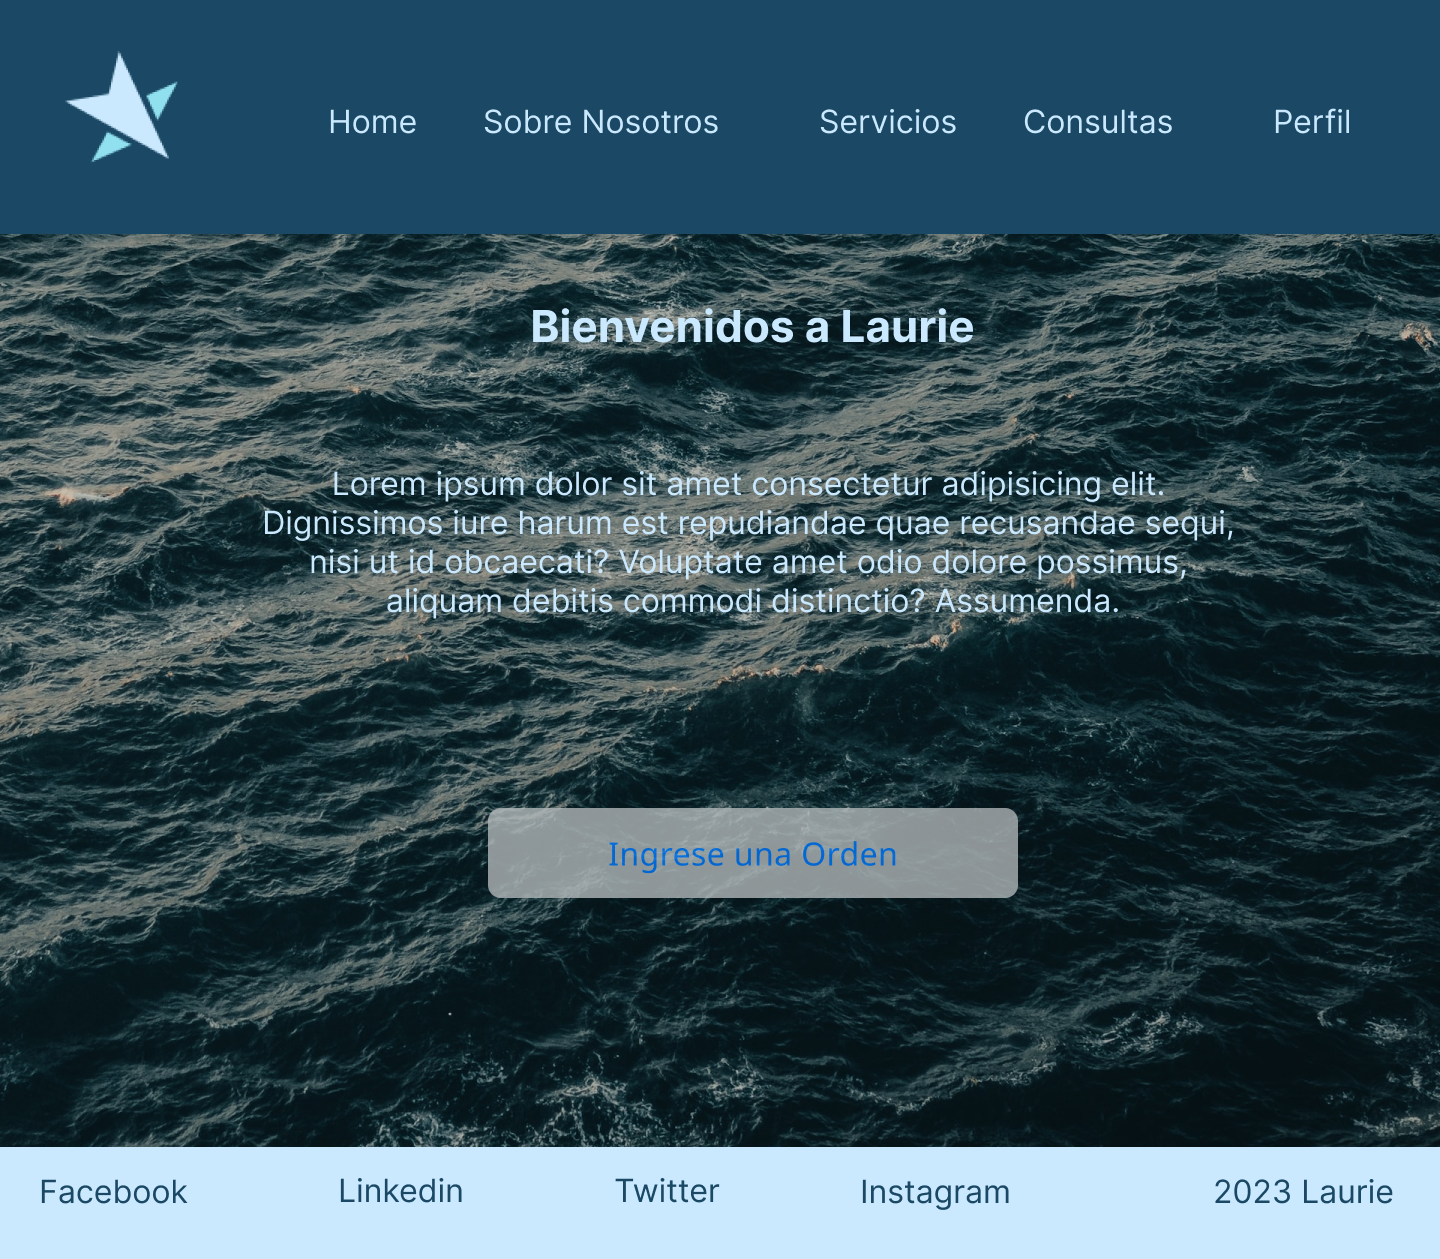 Home
Sobre Nosotros
Servicios
Consultas
Perfil
Bienvenidos a Laurie
Lorem ipsum dolor sit amet consectetur adipisicing elit.
Dignissimos iure harum est repudiandae quae recusandae sequi,
nisi ut id obcaecati? Voluptate amet odio dolore possimus,
aliquam debitis commodi distinctio? Assumenda.
Ingrese una Orden
Facebook
Linkedin
Twitter
Instagram
2023 Laurie